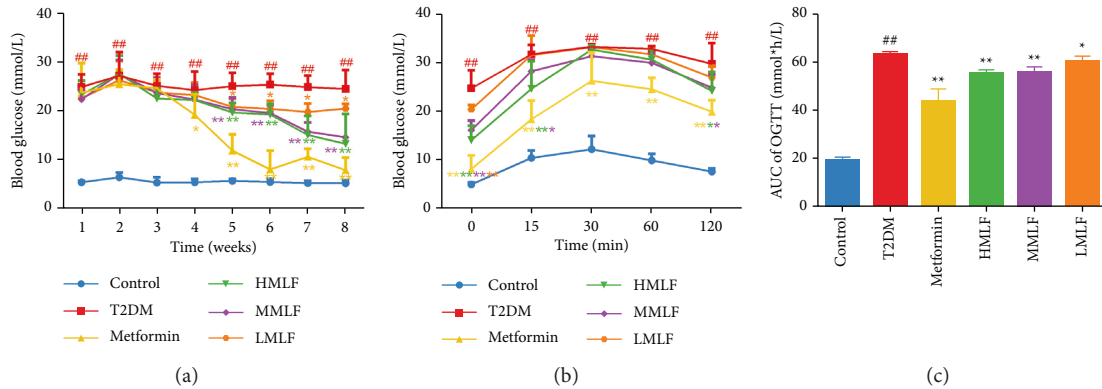 Blood glucose (mmol/L)
40
30
20
10
0
## ## ## ## ## ## ## ##
* * * *
* ** ** ** ** ** **
** ** ** **
** ** ** **
1 2 3 4 5 6 7 8
Time (weeks)
Control
T2DM
Metformin
HMLF
MMLF
LMLF
(a)
Blood glucose (mmol/L)
40
30
20
10
0
## ## ## ## ##
0 15 30 60 120
Time (min)
Control
T2DM
Metformin
HMLF
MMLF
LMLF
(b)
AUC of OGTT (mmol*h/L)
80
60
40
20
0
## ** ** ** *
Control
T2DM
Metformin
HMLF
MMLF
LMLF
(c)